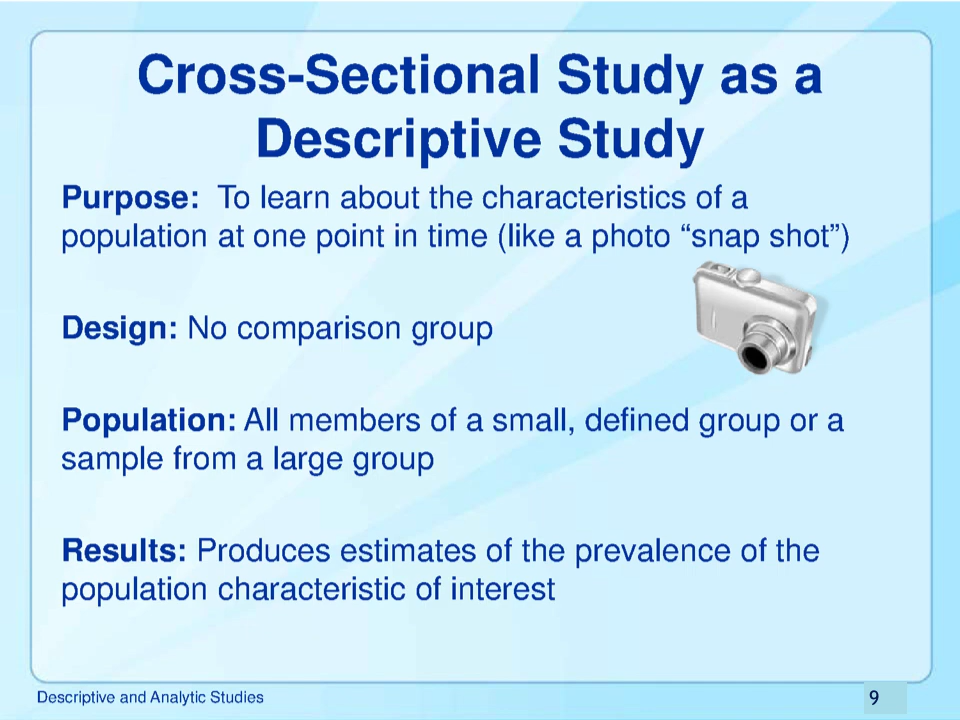 Cross-Sectional Study as a
Descriptive Study
Purpose: To learn about the characteristics of a
population at one point in time (like a photo “snap shot”)
Design: No comparison group
Population: All members of a small, defined group or a
sample from a large group
Results: Produces estimates of the prevalence of the
population characteristic of interest
Descriptive and Analytic Studies
9